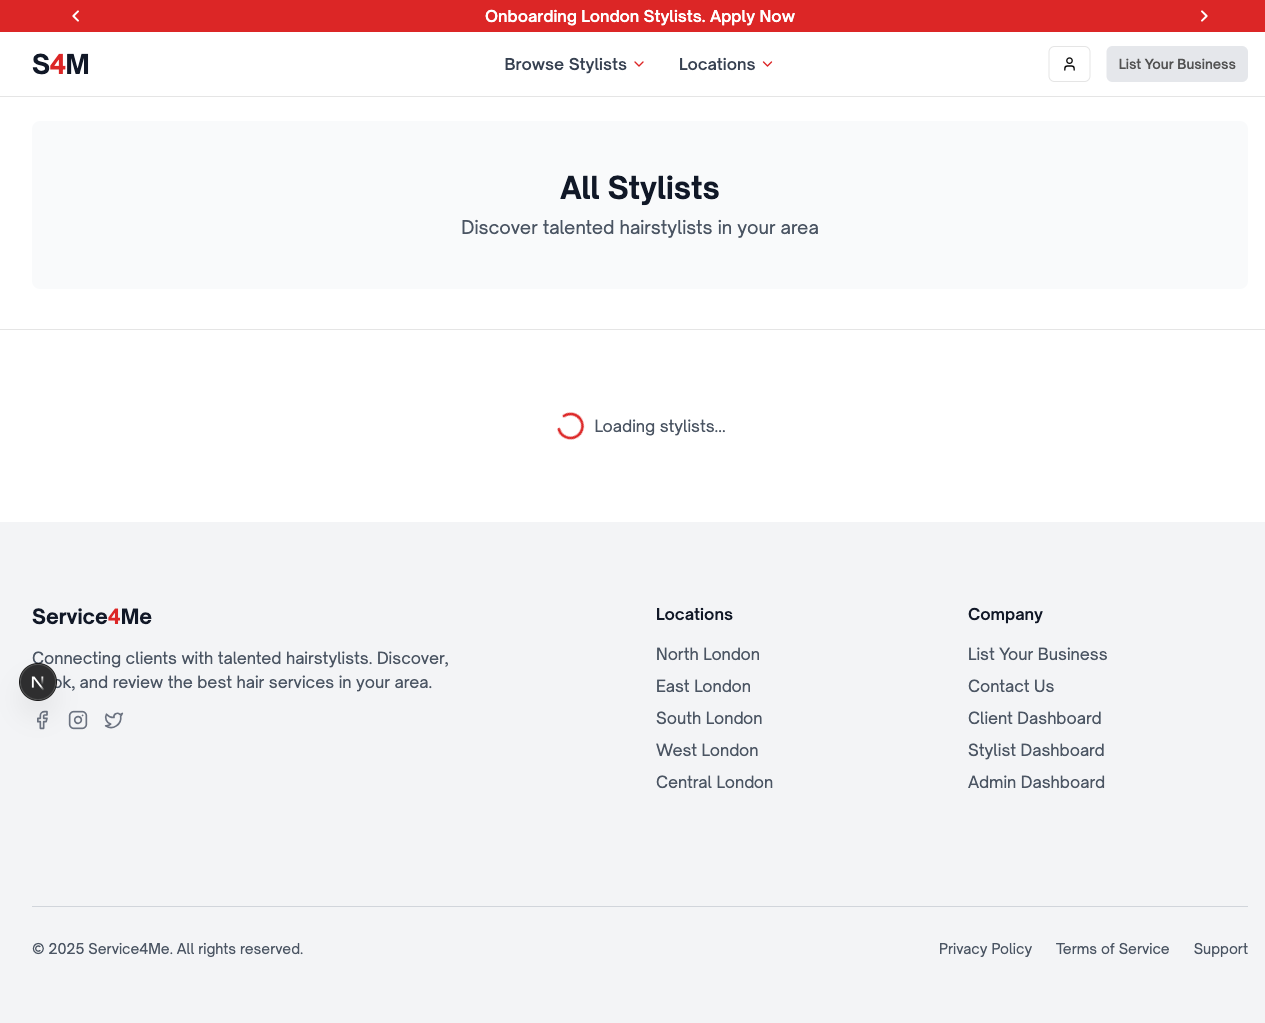 Onboarding London Stylists. Apply Now
S4M
Browse Stylists
Locations
List Your Business
All Stylists
Discover talented hairstylists in your area
Loading stylists...
Service4Me
Connecting clients with talented hairstylists. Discover,
N
and review the best hair services in your area.
Locations
North London
East London
South London
West London
Central London
Company
List Your Business
Contact Us
Client Dashboard
Stylist Dashboard
Admin Dashboard
© 2025 Service4Me. All rights reserved.
Privacy Policy
Terms of Service
Support